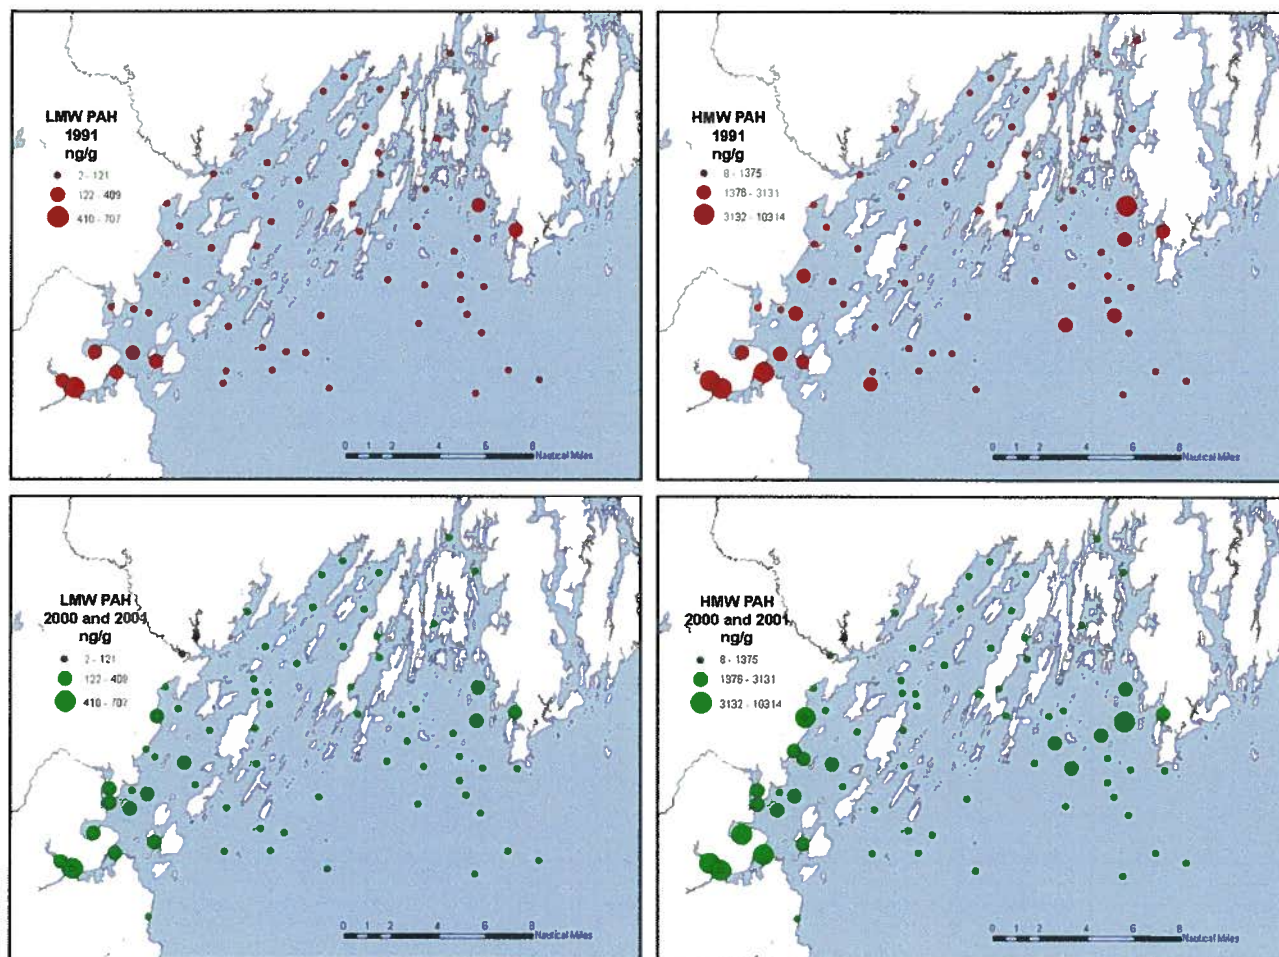 LMW PAH
1991
ng/g
2 - 121
122 - 409
410 - 707
0 1 2 4 6 8
Nautical Miles
HMW PAH
1991
ng/g
8 - 1375
1376 - 3131
3132 - 10314
0 1 2 4 6 8
Nautical Miles
LMW PAH
2000 and 2001
ng/g
2 - 121
122 - 409
410 - 707
0 1 2 4 6 8
Nautical Miles
HMW PAH
2000 and 2001
ng/g
8 - 1375
1376 - 3131
3132 - 10314
0 1 2 4 6 8
Nautical Miles